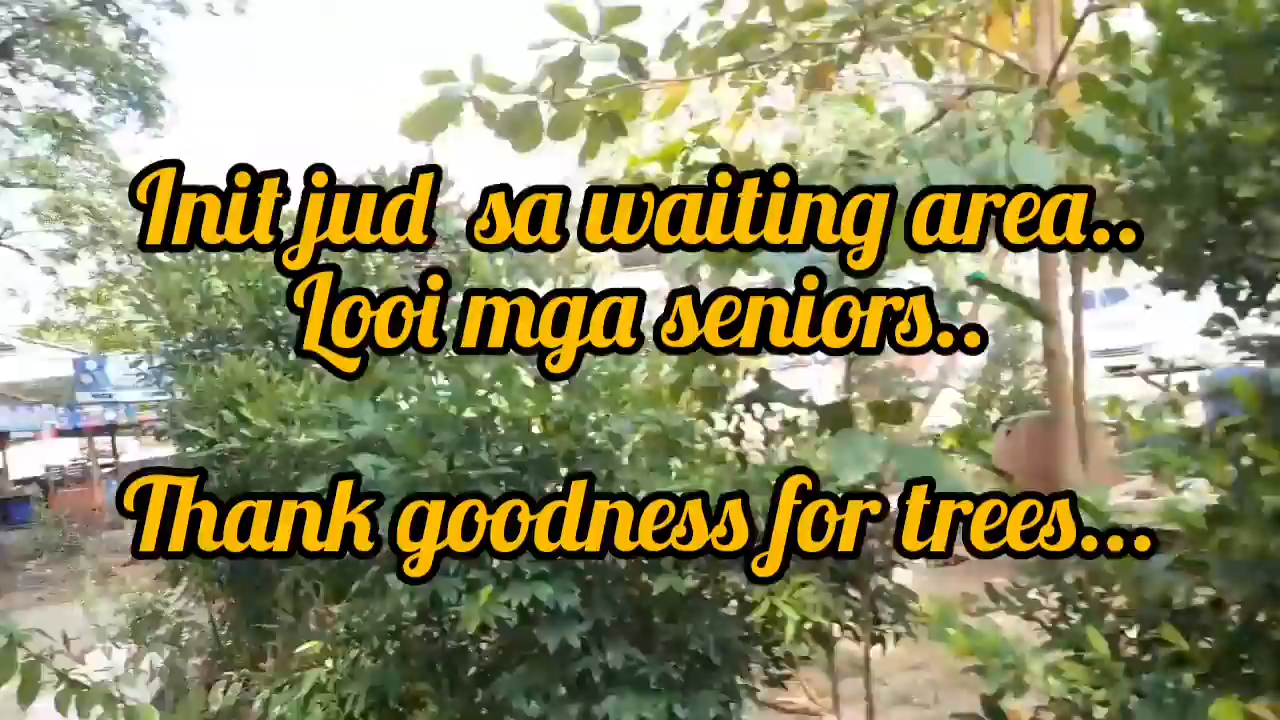 Init jud sa waiting area..
Looi mga seniors..
Thank goodness for trees...